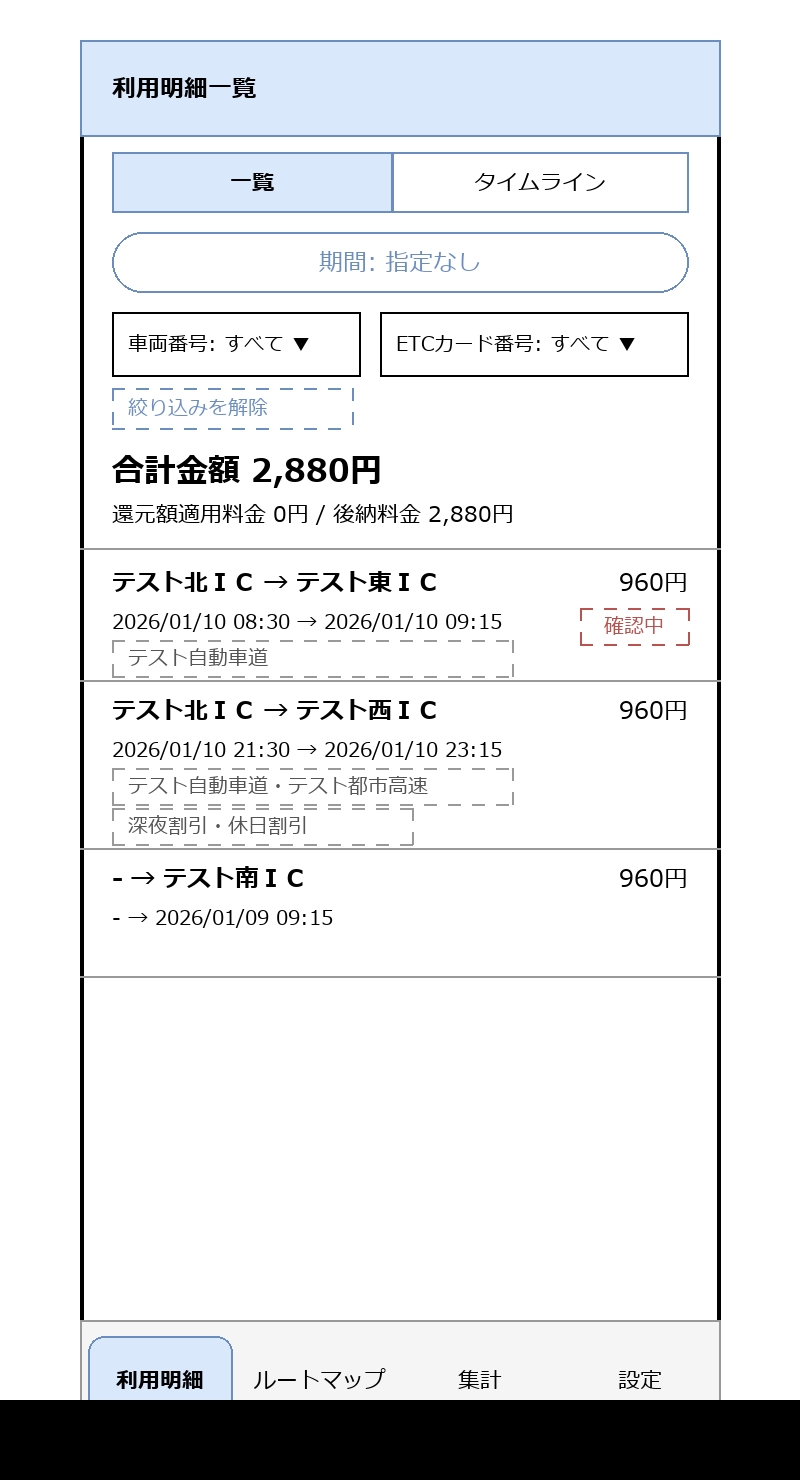 利用明細一覧
一覧 タイムライン
期間: 指定なし
車両番号: すべて ▼ ETCカード番号: すべて ▼
絞り込みを解除
合計金額 2,880円
還元額適用料金 0円 / 後納料金 2,880円
テスト北ＩＣ → テスト東ＩＣ 960円
2026/01/10 08:30 → 2026/01/10 09:15 確認中
テスト自動車道
テスト北ＩＣ → テスト西ＩＣ 960円
2026/01/10 21:30 → 2026/01/10 23:15
テスト自動車道・テスト都市高速
深夜割引・休日割引
- → テスト南ＩＣ 960円
- → 2026/01/09 09:15
利用明細 ルートマップ 集計 設定